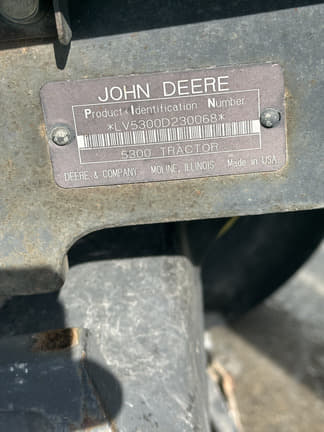 JOHN DEERE
Product Identification Number
*LV5300D230068*
5300 TRACTOR
DEERE & COMPANY MOLINE, ILLINOIS Made in USA